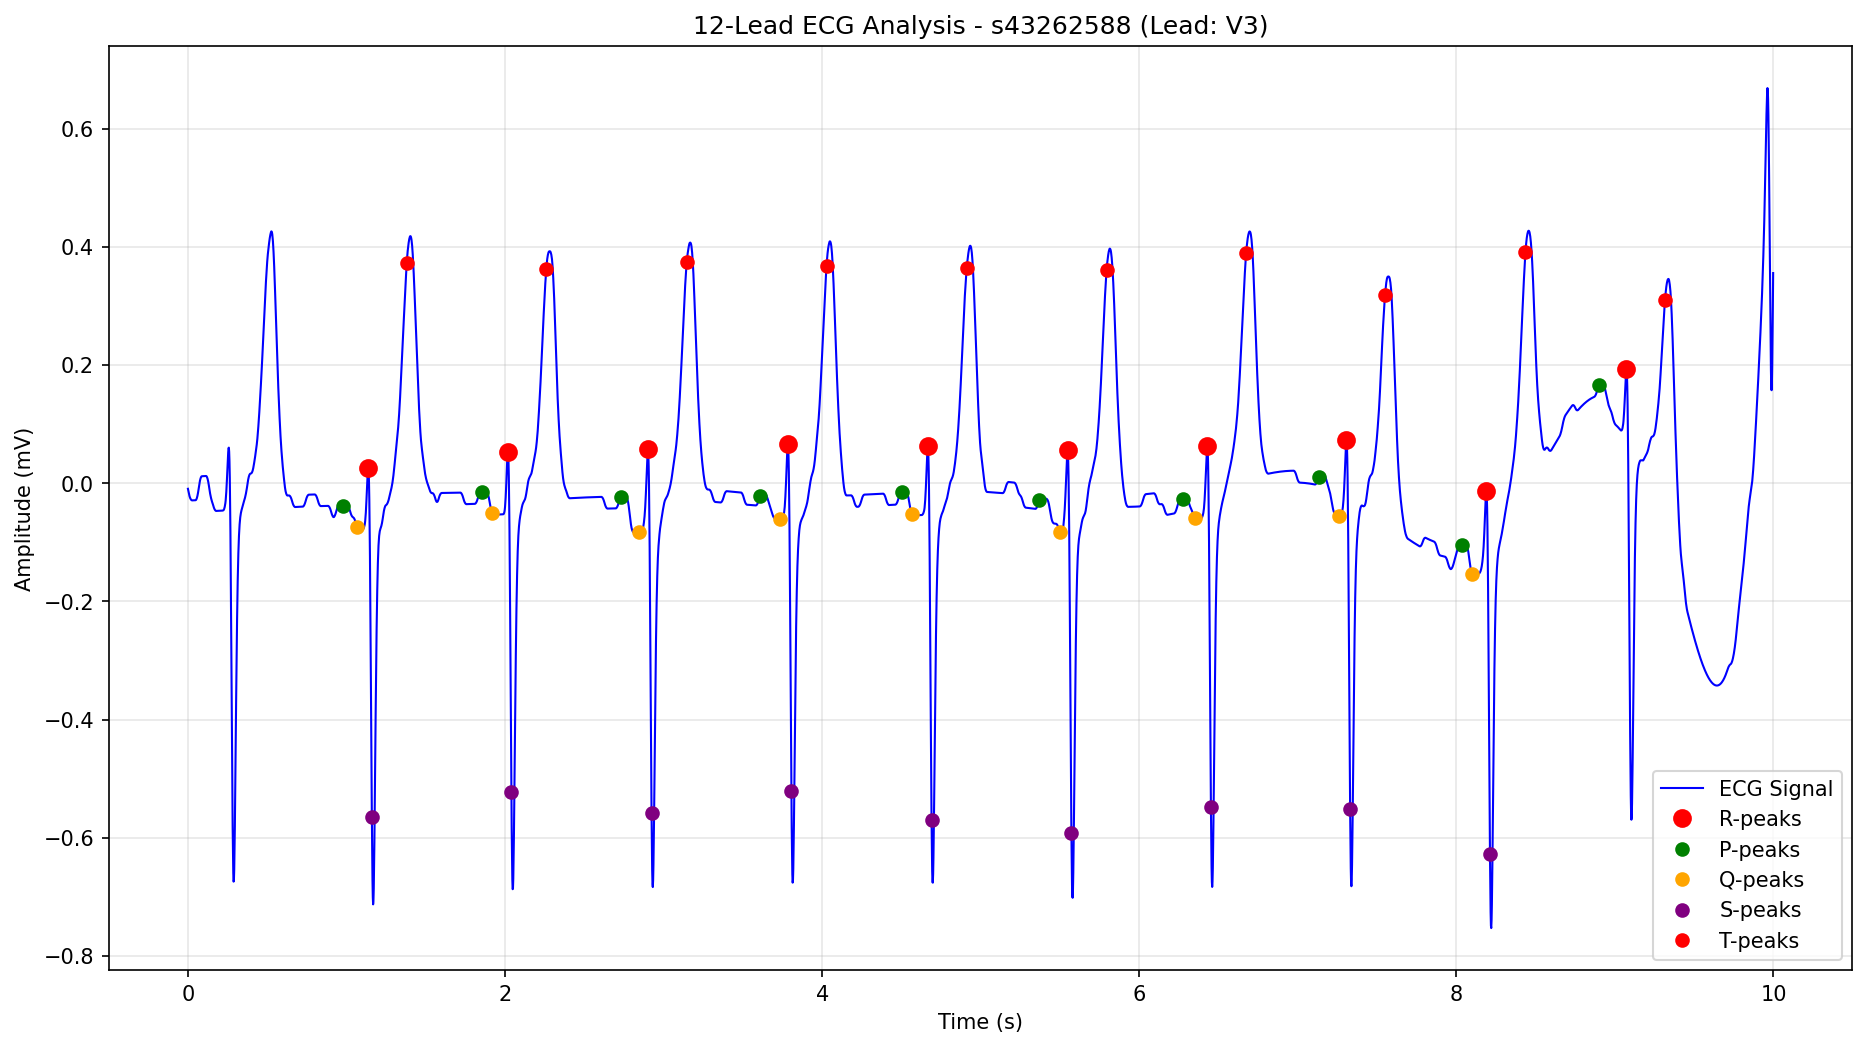 12-Lead ECG Analysis - s43262588 (Lead: V3)
Amplitude (mV)
0.6
0.4
0.2
0.0
−0.2
−0.4
−0.6
−0.8
0
2
4
6
8
10
Time (s)
ECG Signal
R-peaks
P-peaks
Q-peaks
S-peaks
T-peaks